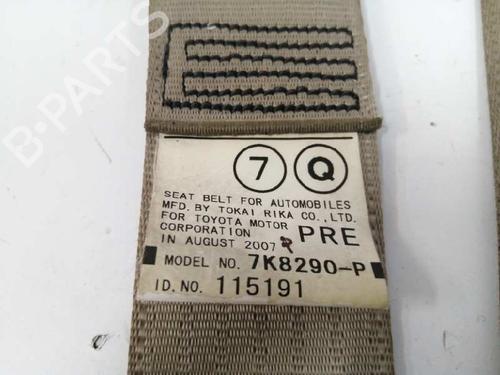 B-PARTS
7 Q
SEAT BELT FOR AUTOMOBILES
MFD. BY TOKAI RIKA CO., LTD.
FOR TOYOTA MOTOR
CORPORATION PRE
IN AUGUST 2007
MODEL NO. 7K8290-P
I D. NO. 115191